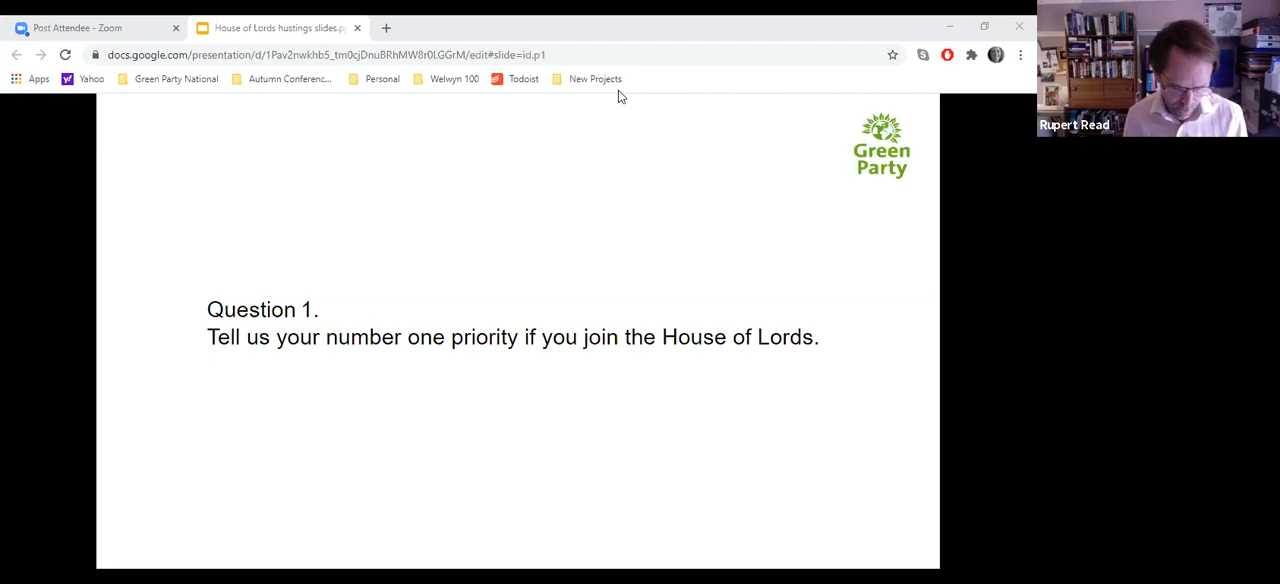 Post Attendee - Zoom
House of Lords hustings slides.p
docs.google.com/presentation/d/1Pav2nwkhb5_tm0cjDnuBRhMW8r0LGGrM/edit#slide=id.p1
Apps
Yahoo
Green Party National
Autumn Conferenc...
Personal
Welwyn 100
Todoist
New Projects
Rupert Read
Green
Party
Question 1.
Tell us your number one priority if you join the House of Lords.